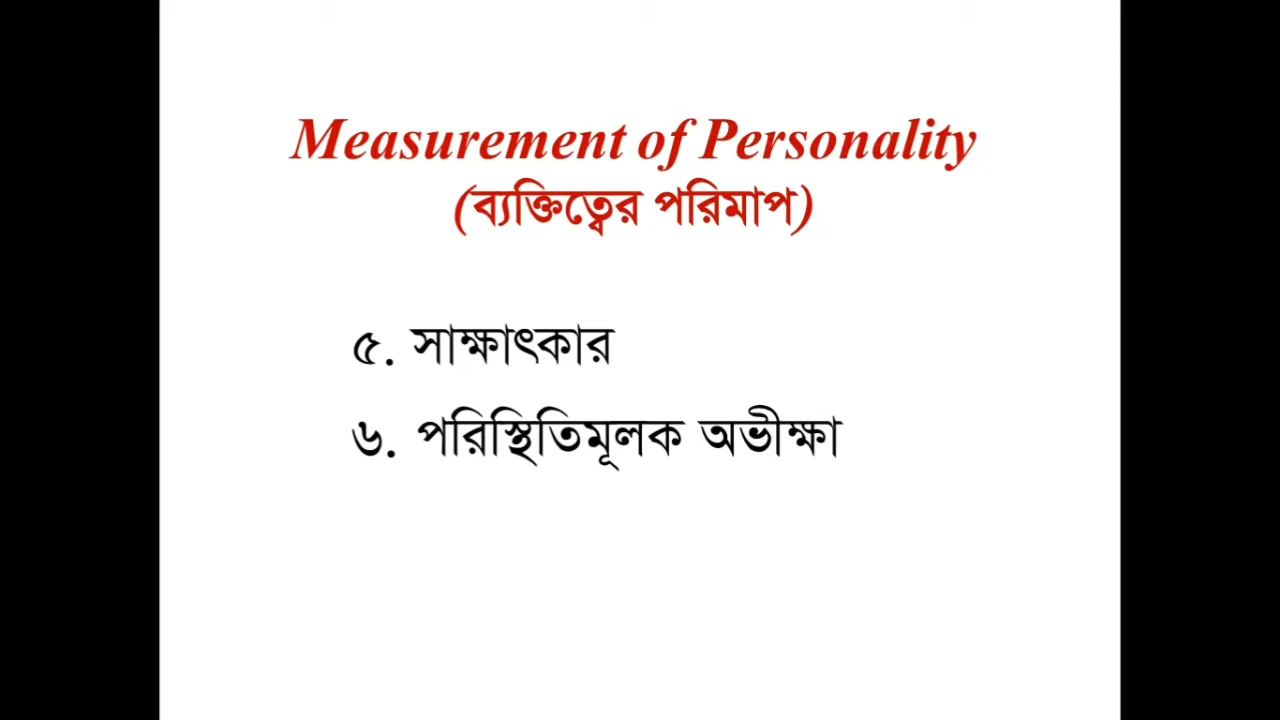 Measurement of Personality
(ব্যক্তিত্বের পরিমাপ)
৫. সাক্ষাৎকার
৬. পরিস্থিতিমূলক অভীক্ষা